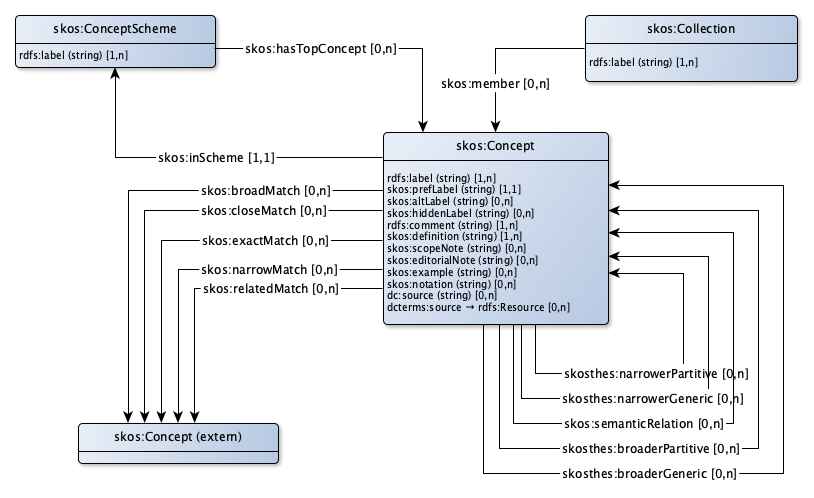 skos:ConceptScheme
rdfs:label (string) [1,n]
skos:hasTopConcept [0,n]
skos:Collection
rdfs:label (string) [1,n]
skos:member [0,n]
skos:inScheme [1,1]
skos:Concept
rdfs:label (string) [1,n]
skos:prefLabel (string) [1,1]
skos:altLabel (string) [0,n]
skos:hiddenLabel (string) [0,n]
rdfs:comment (string) [1,n]
skos:definition (string) [1,n]
skos:scopeNote (string) [0,n]
skos:editorialNote (string) [0,n]
skos:example (string) [0,n]
skos:notation (string) [0,n]
dc:source (string) [0,n]
dcterms:source → rdfs:Resource [0,n]
skos:broadMatch [0,n]
skos:closeMatch [0,n]
skos:exactMatch [0,n]
skos:narrowMatch [0,n]
skos:relatedMatch [0,n]
skosthes:narrowerPartitive [0,n]
skosthes:narrowerGeneric [0,n]
skos:semanticRelation [0,n]
skosthes:broaderPartitive [0,n]
skosthes:broaderGeneric [0,n]
skos:Concept (extern)